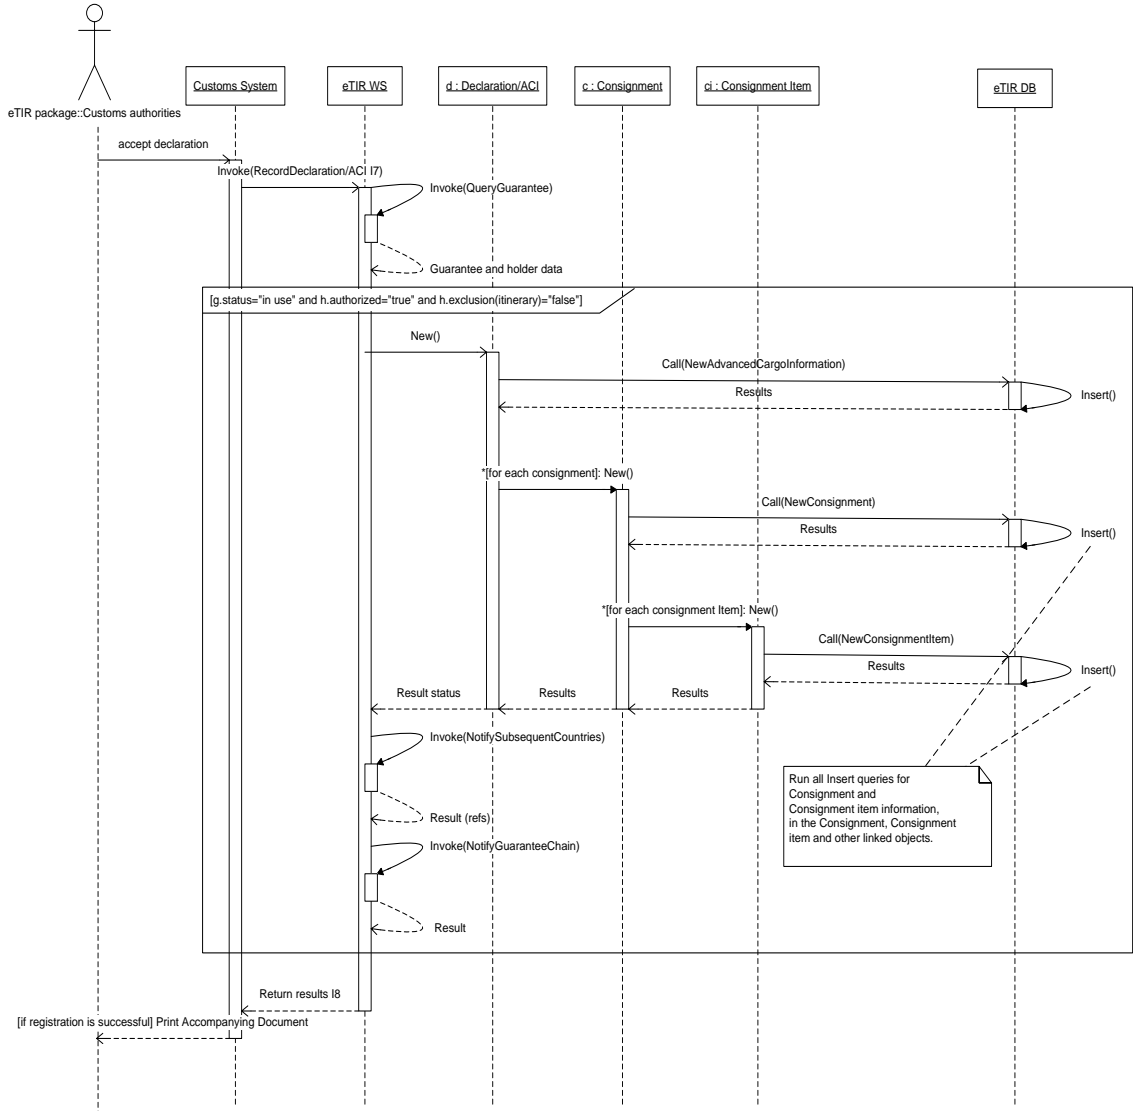 Customs System
eTIR WS
d : Declaration/ACI
c : Consignment
ci : Consignment Item
eTIR DB
eTIR package::Customs authorities
accept declaration
Invoke(RecordDeclaration/ACI I7)
Invoke(QueryGuarantee)
Guarantee and holder data
[g.status="in use" and h.authorized="true" and h.exclusion(itinerary)="false"]
New()
Call(NewAdvancedCargoInformation)
Results
Insert()
*[for each consignment]: New()
Call(NewConsignment)
Results
Insert()
*[for each consignment Item]: New()
Call(NewConsignmentItem)
Results
Insert()
Result status
Results
Results
Invoke(NotifySubsequentCountries)
Run all Insert queries for
Consignment and
Consignment item information,
in the Consignment, Consignment
item and other linked objects.
Result (refs)
Invoke(NotifyGuaranteeChain)
Result
Return results I8
[if registration is successful] Print Accompanying Document